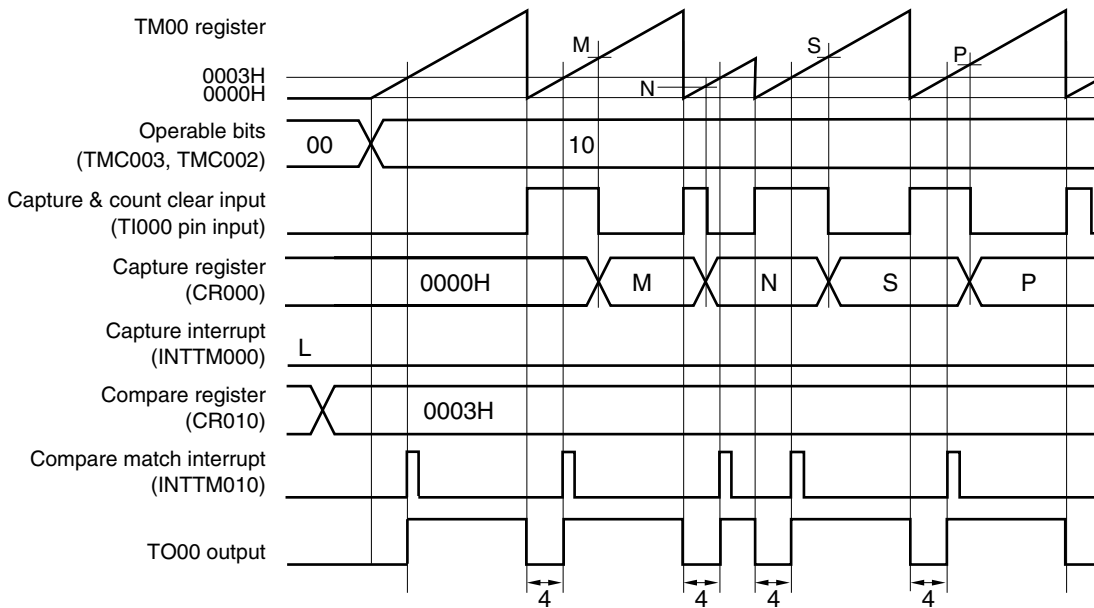 TM00 register
M
S
P
0003H
0000H
N
Operable bits
(TMC003, TMC002)
00
10
Capture & count clear input
(TI000 pin input)
Capture register
(CR000)
0000H
M
N
S
P
Capture interrupt
(INTTM000)
L
Compare register
(CR010)
0003H
Compare match interrupt
(INTTM010)
TO00 output
4
4
4
4